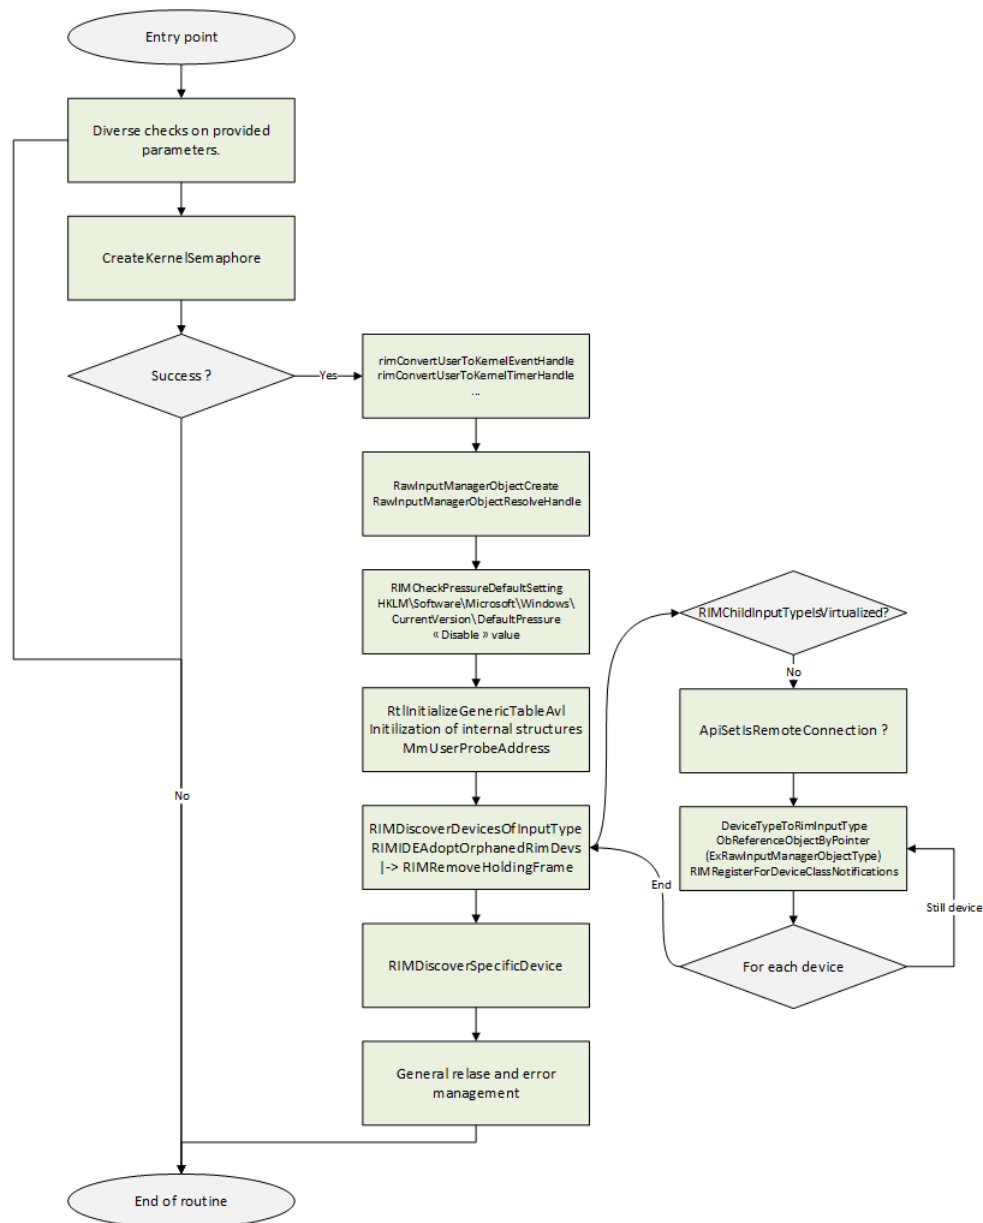 Entry point
Diverse checks on provided
parameters.
CreateKernelSemaphore
Success ?
Yes
No
rimConvertUserToKernelEventHandle
rimConvertUserToKernelTimerHandle
...
RawInputManagerObjectCreate
RawInputManagerObjectResolveHandle
RIMCheckPressureDefaultSetting
HKLM\Software\Microsoft\Windows\
CurrentVersion\DefaultPressure
« Disable » value
RtlInitializeGenericTableAvl
Initilization of internal structures
MmUserProbeAddress
RIMDiscoverDevicesOfInputType
RIMIDEAdoptOrphanedRimDevs
|-> RIMRemoveHoldingFrame
RIMChildInputTypeIsVirtualized?
No
ApiSetIsRemoteConnection ?
DeviceTypeToRimInputType
ObReferenceObjectByPointer
(ExRawInputManagerObjectType)
RIMRegisterForDeviceClassNotifications
End
Still device
For each device
RIMDiscoverSpecificDevice
General relase and error
management
End of routine